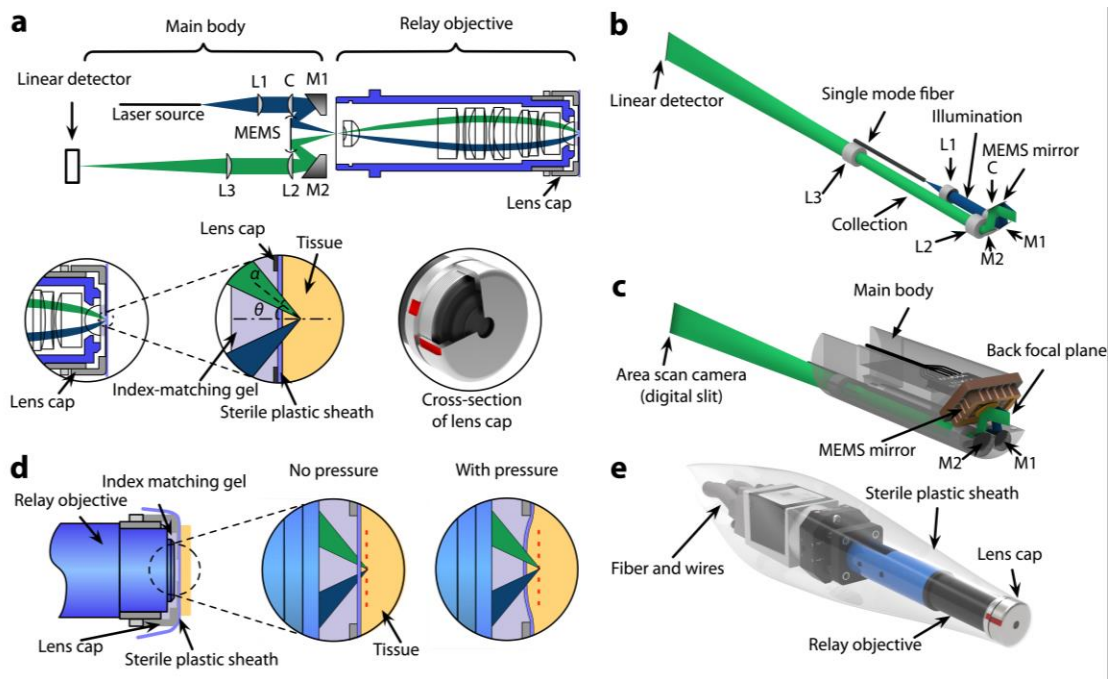 a
Main body
Relay objective
Linear detector
L1
C
M1
Laser source
MEMS
L3
L2
M2
Lens cap
Lens cap
Tissue
α
θ
Lens cap
Index-matching gel
Sterile plastic sheath
Cross-section
of lens cap
b
Linear detector
Single mode fiber
Illumination
L1
MEMS mirror
C
L3
Collection
L2
M2
M1
c
Main body
Back focal plane
Area scan camera
(digital slit)
MEMS mirror
M2
M1
d
Index matching gel
Relay objective
No pressure
With pressure
Lens cap
Sterile plastic sheath
Tissue
e
Sterile plastic sheath
Lens cap
Fiber and wires
Relay objective